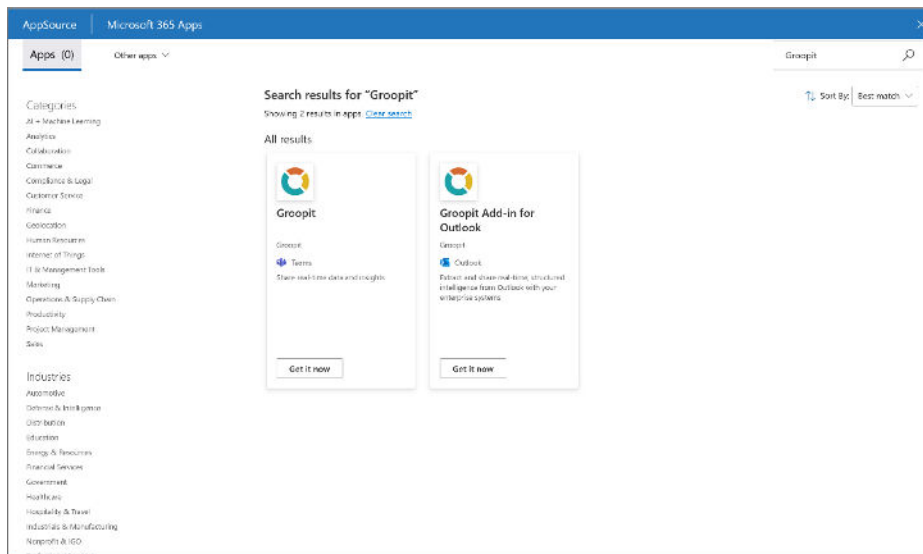 AppSource
Microsoft 365 Apps
Apps (0)
Other apps
Groopit
Search results for "Groopit"
Showing 2 results in apps. Clear search
Sort By: Best match
All results
Categories
AI + Machine Learning
Analytics
Collaboration
Commerce
Compliance & Legal
Customer Service
Finance
Geolocation
Human Resources
Internet of Things
IT & Management Tools
Marketing
Operations & Supply Chain
Productivity
Project Management
Sales
Industries
Automotive
Defense & Intelligence
Distribution
Education
Energy & Resources
Financial Services
Government
Healthcare
Hospitality & Travel
Industrials & Manufacturing
Nonprofit & IGO
Groopit
Groopit
Teams
Share real-time data and insights
Get it now
Groopit Add-in for
Outlook
Groopit
Outlook
Extract and share real-time, structured
intelligence from Outlook with your
enterprise systems
Get it now